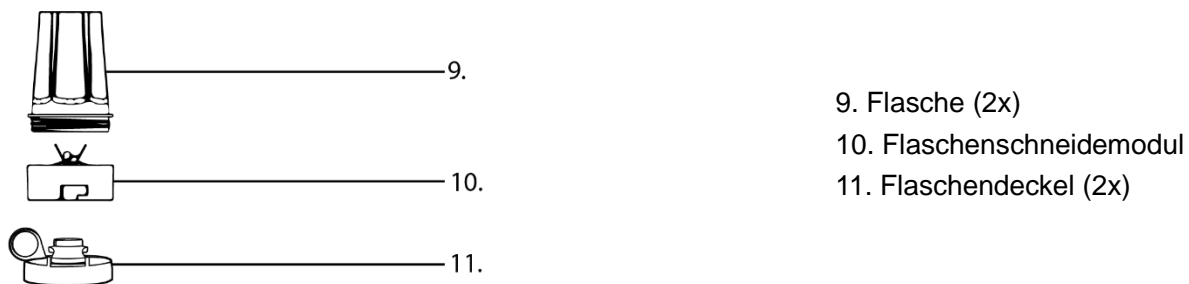 9.
10.
11.
9. Flasche (2x)
10. Flaschenschneidemodul
11. Flaschendeckel (2x)